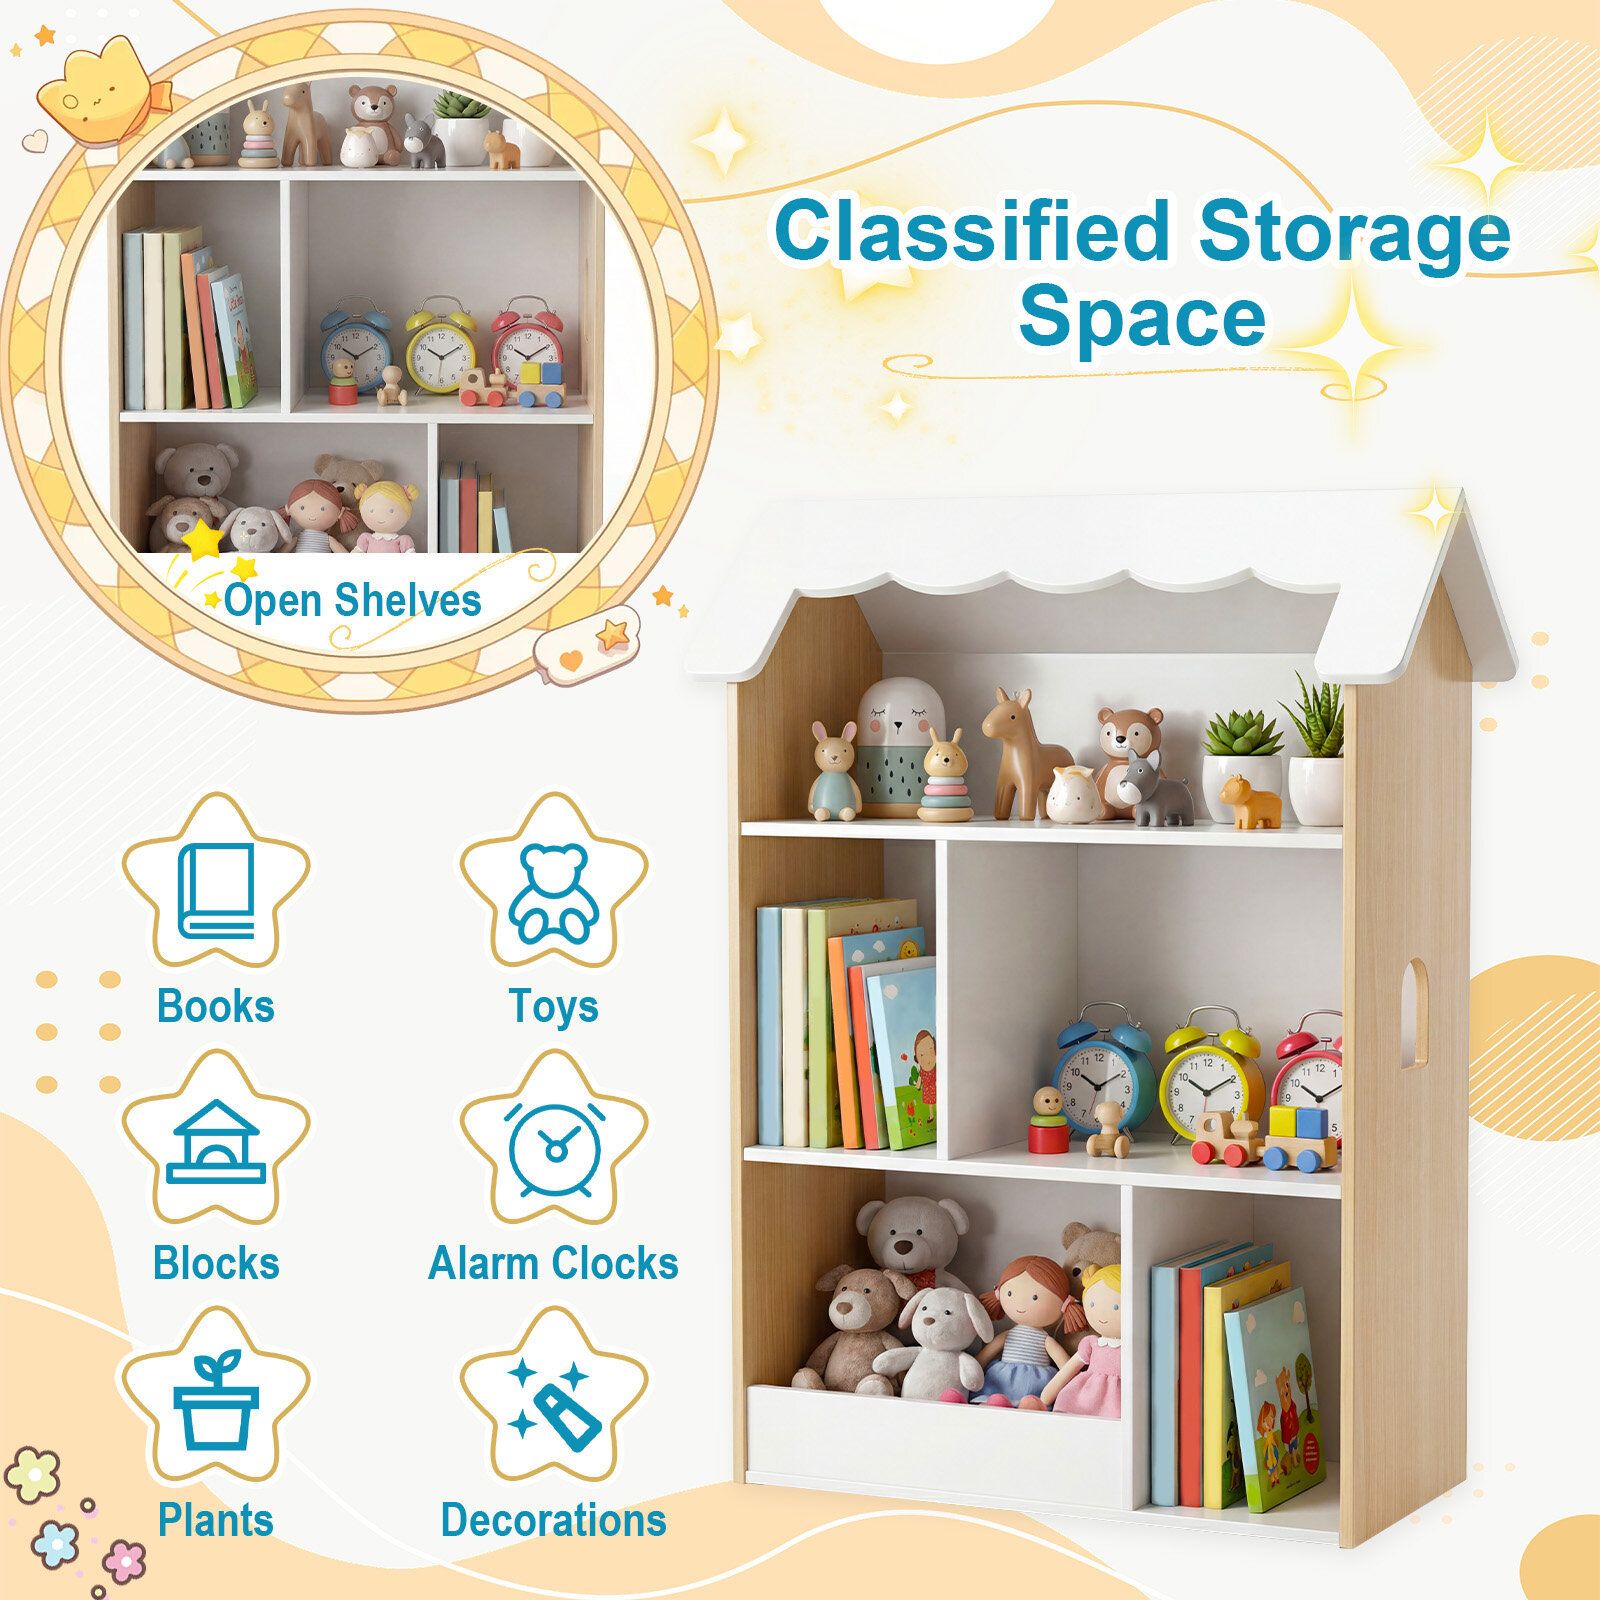 Classified Storage
Space
Open Shelves
Books
Toys
Blocks
Alarm Clocks
Plants
Decorations